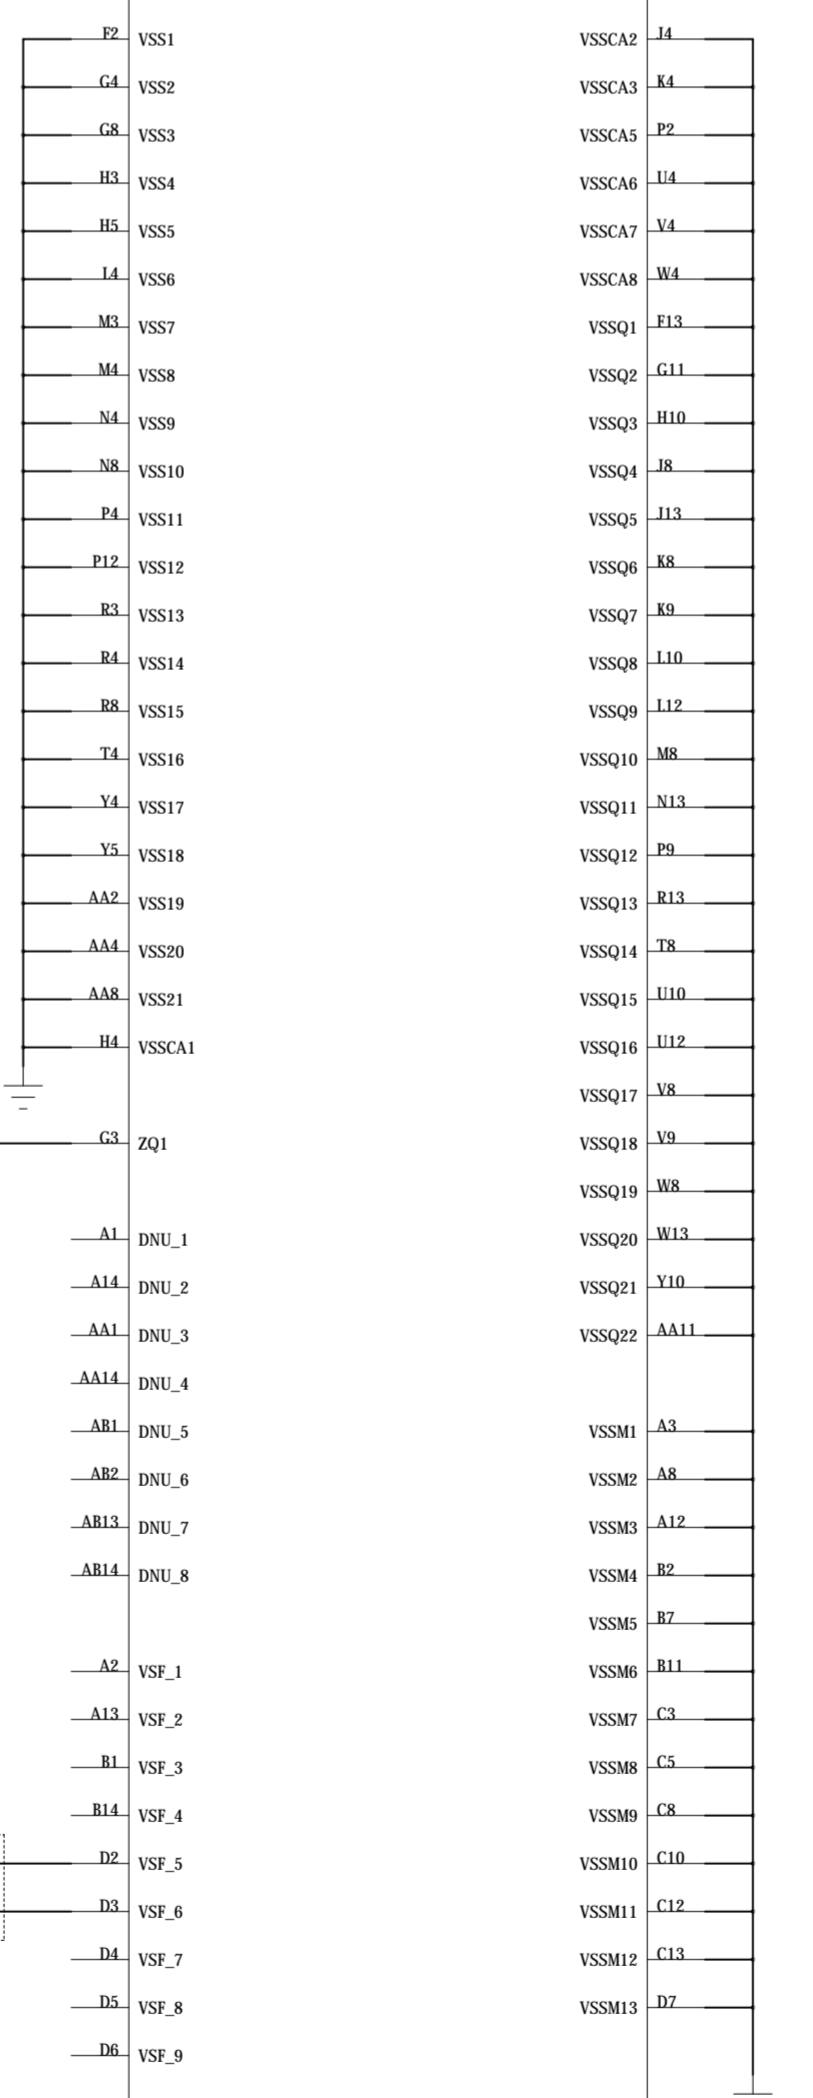 F2 VSS1 VSSCA2 J4
G4 VSS2 VSSCA3 K4
G8 VSS3 VSSCA5 P2
H3 VSS4 VSSCA6 U4
H5 VSS5 VSSCA7 V4
L4 VSS6 VSSCA8 W4
M3 VSS7 VSSQ1 F13
M4 VSS8 VSSQ2 G11
N4 VSS9 VSSQ3 H10
N8 VSS10 VSSQ4 J8
P4 VSS11 VSSQ5 J13
P12 VSS12 VSSQ6 K8
R3 VSS13 VSSQ7 K9
R4 VSS14 VSSQ8 L10
R8 VSS15 VSSQ9 L12
T4 VSS16 VSSQ10 M8
Y4 VSS17 VSSQ11 N13
Y5 VSS18 VSSQ12 P9
AA2 VSS19 VSSQ13 R13
AA4 VSS20 VSSQ14 T8
AA8 VSS21 VSSQ15 U10
H4 VSSCA1 VSSQ16 U12
VSSQ17 V8
G3 ZQ1 VSSQ18 V9
VSSQ19 W8
A1 DNU_1 VSSQ20 W13
A14 DNU_2 VSSQ21 Y10
AA1 DNU_3 VSSQ22 AA11
AA14 DNU_4
AB1 DNU_5 VSSM1 A3
AB2 DNU_6 VSSM2 A8
AB13 DNU_7 VSSM3 A12
AB14 DNU_8 VSSM4 B2
VSSM5 B7
A2 VSF_1 VSSM6 B11
A13 VSF_2 VSSM7 C3
B1 VSF_3 VSSM8 C5
B14 VSF_4 VSSM9 C8
D2 VSF_5 VSSM10 C10
D3 VSF_6 VSSM11 C12
D4 VSF_7 VSSM12 C13
D5 VSF_8 VSSM13 D7
D6 VSF_9